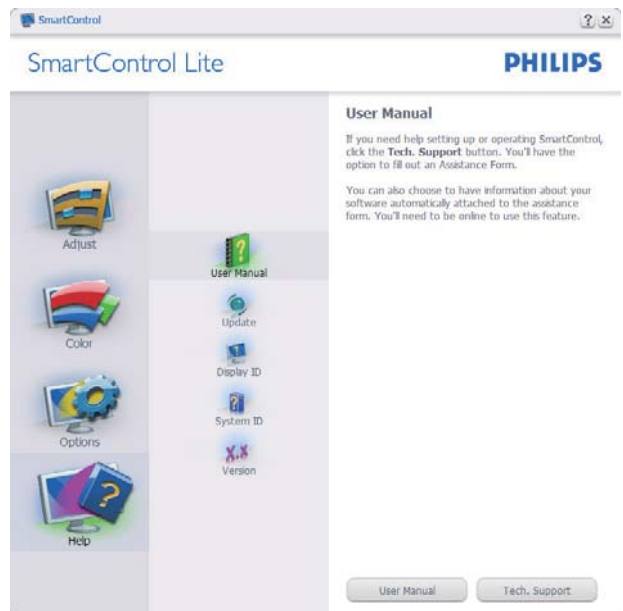 SmartControl
SmartControl Lite
PHILIPS
Adjust
Color
Options
Help
User Manual
Update
Display ID
System ID
X.X
Version
User Manual
If you need help setting up or operating SmartControl,
click the Tech. Support button. You'll have the
option to fill out an Assistance Form.
You can also choose to have information about your
software automatically attached to the assistance
form. You'll need to be online to use this feature.
User Manual
Tech. Support